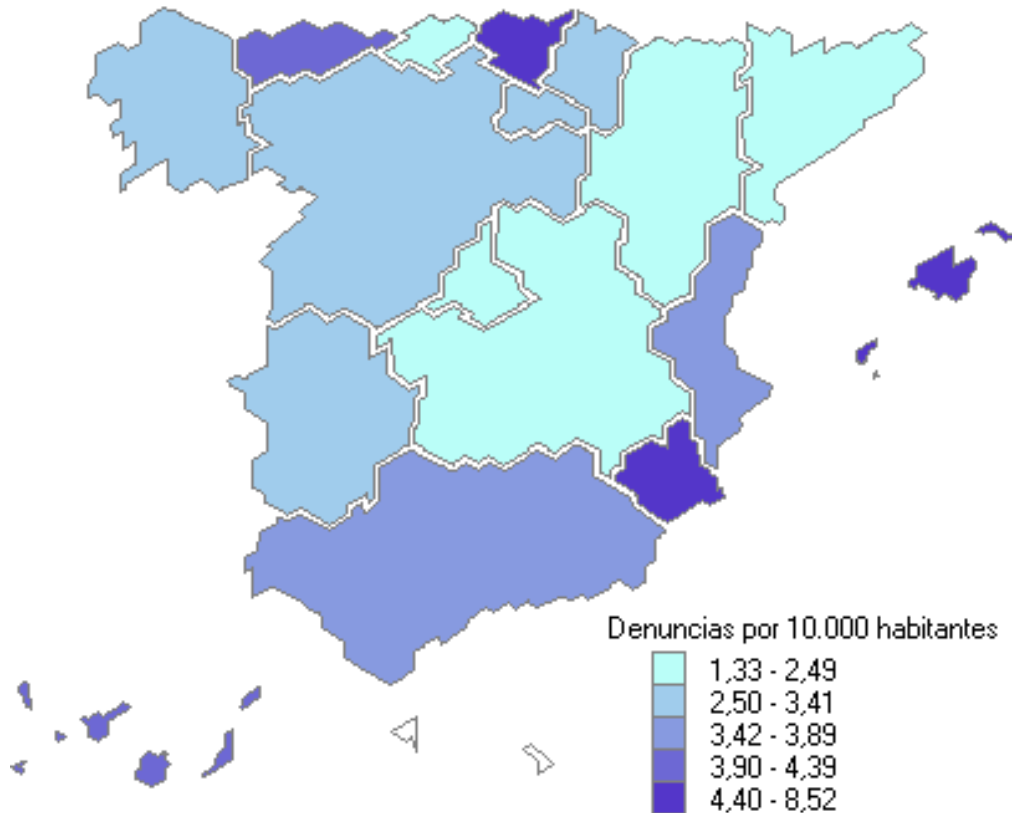 Denuncias por 10.000 habitantes
1,33 - 2,49
2,50 - 3,41
3,42 - 3,89
3,90 - 4,39
4,40 - 8,52